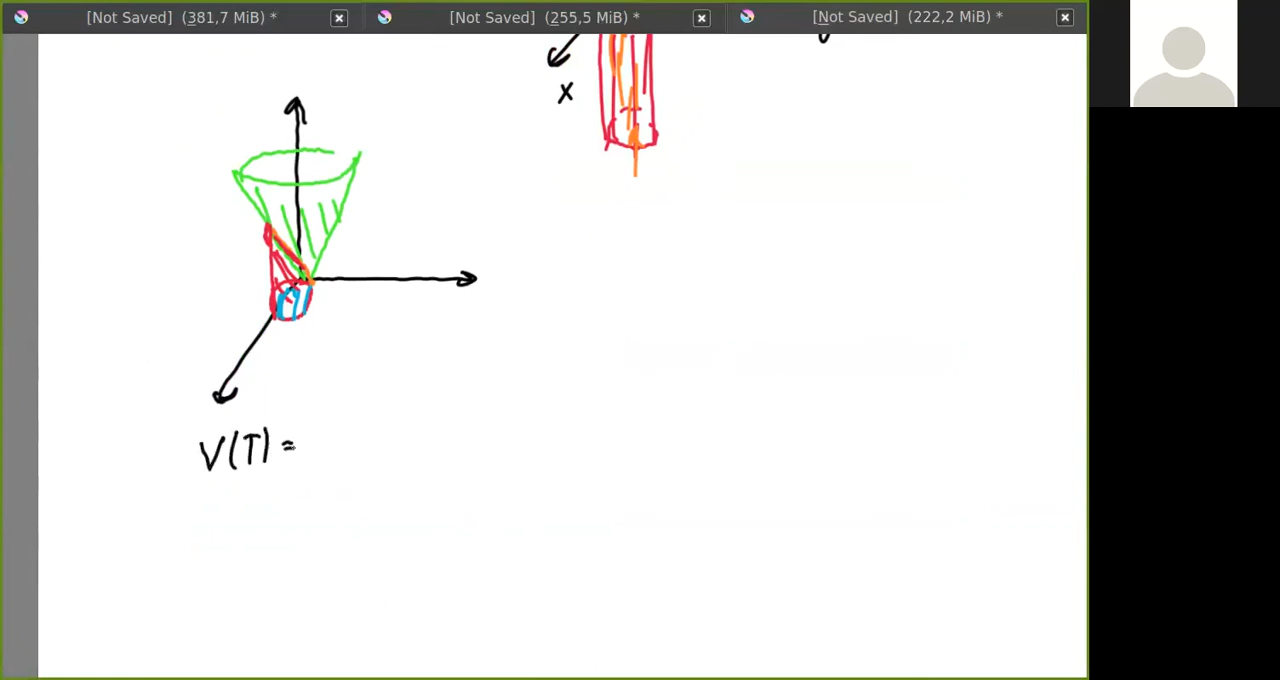 [Not Saved] (381,7 MiB) *
[Not Saved] (255,5 MiB) *
[Not Saved] (222,2 MiB) *
x
V(T) =